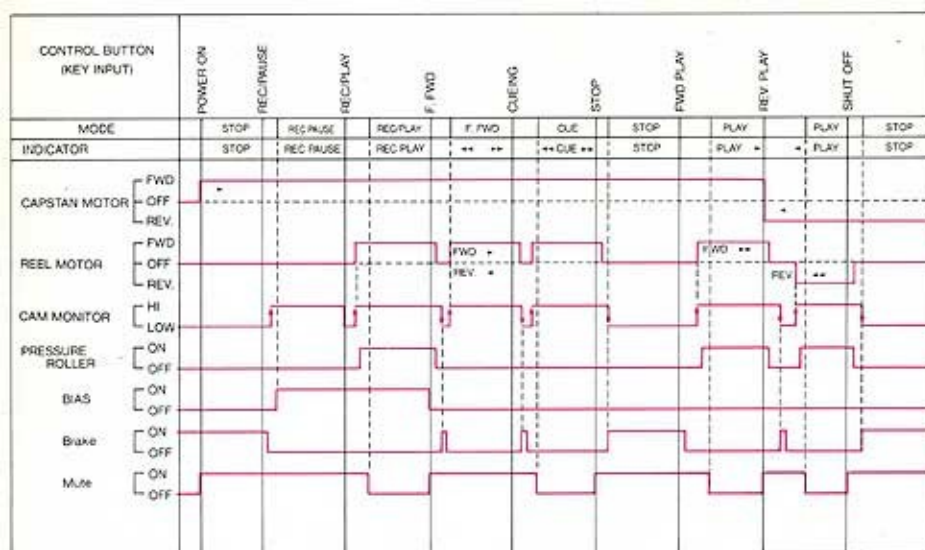 CONTROL BUTTON
(KEY INPUT)
POWER ON
REC/PAUSE
REC/PLAY
F. FWD
CUEING
STOP
FWD PLAY
REV. PLAY
SHUT OFF
MODE STOP REC PAUSE REC/PLAY F. FWD CUE STOP PLAY PLAY STOP
INDICATOR STOP REC PAUSE REC PLAY ◄◄ ►► ◄◄ CUE ►► STOP PLAY ► ◄ PLAY STOP
CAPSTAN MOTOR FWD
OFF
REV.
REEL MOTOR FWD
OFF
REV.
FWD
REV.
FWD
REV.
CAM MONITOR HI
LOW
PRESSURE ROLLER ON
OFF
BIAS ON
OFF
Brake ON
OFF
Mute ON
OFF